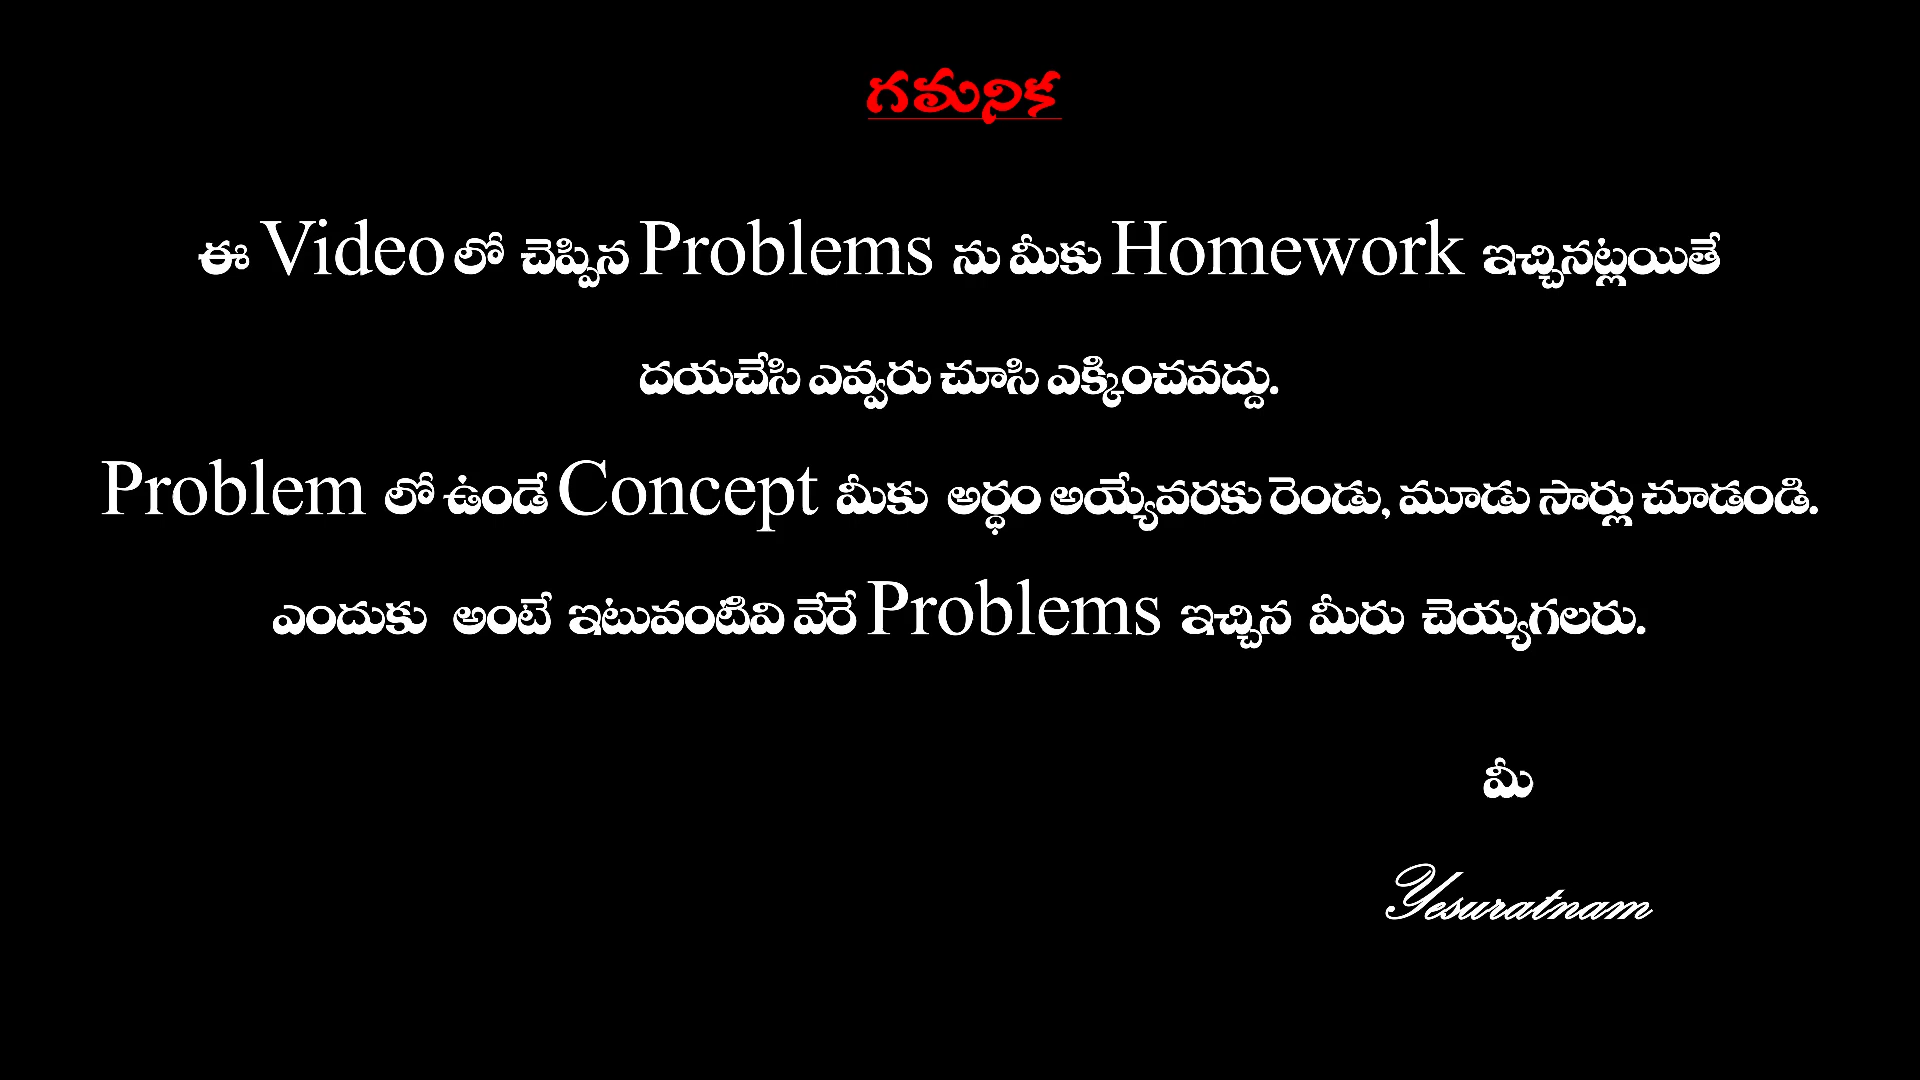 గమనిక
ఈ Video లో చెప్పిన Problems ను మీకు Homework ఇచ్చినట్లయితే
దయచేసి ఎవ్వరు చూసి ఎక్కించవద్దు.
Problem లో ఉండే Concept మీకు అర్ధం అయ్యేవరకు రెండు, మూడు సార్లు చూడండి.
ఎందుకు అంటే ఇటువంటివి వేరే Problems ఇచ్చిన మీరు చెయ్యగలరు.
మీ
Yesuratnam